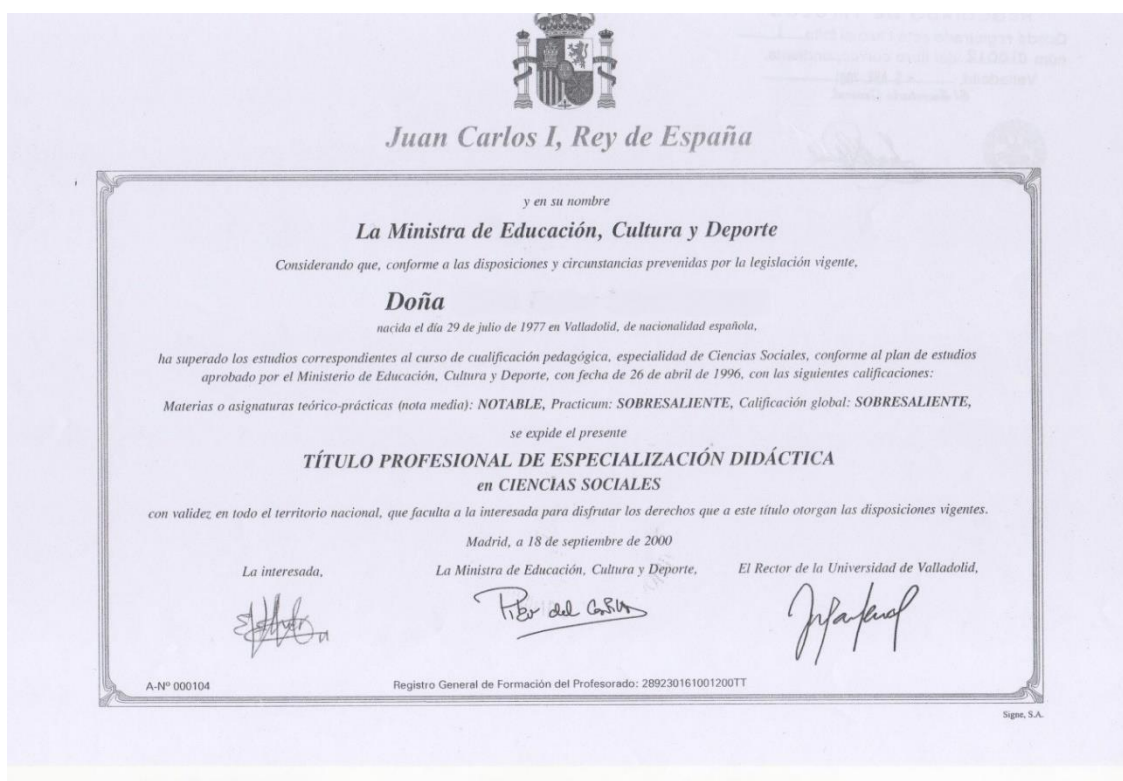 Juan Carlos I, Rey de España
y en su nombre
La Ministra de Educación, Cultura y Deporte
Considerando que, conforme a las disposiciones y circunstancias prevenidas por la legislación vigente,
Doña
nacida el día 29 de julio de 1977 en Valladolid, de nacionalidad española,
ha superado los estudios correspondientes al curso de cualificación pedagógica, especialidad de Ciencias Sociales, conforme al plan de estudios
aprobado por el Ministerio de Educación, Cultura y Deporte, con fecha de 26 de abril de 1996, con las siguientes calificaciones:
Materias o asignaturas teórico-prácticas (nota media): NOTABLE, Practicum: SOBRESALIENTE, Calificación global: SOBRESALIENTE,
se expide el presente
TÍTULO PROFESIONAL DE ESPECIALIZACIÓN DIDÁCTICA
en CIENCIAS SOCIALES
con validez en todo el territorio nacional, que faculta a la interesada para disfrutar los derechos que a este título otorgan las disposiciones vigentes.
Madrid, a 18 de septiembre de 2000
La interesada,
La Ministra de Educación, Cultura y Deporte,
El Rector de la Universidad de Valladolid,
A-Nº 000104
Registro General de Formación del Profesorado: 289230161001200TT
Signe, S.A.